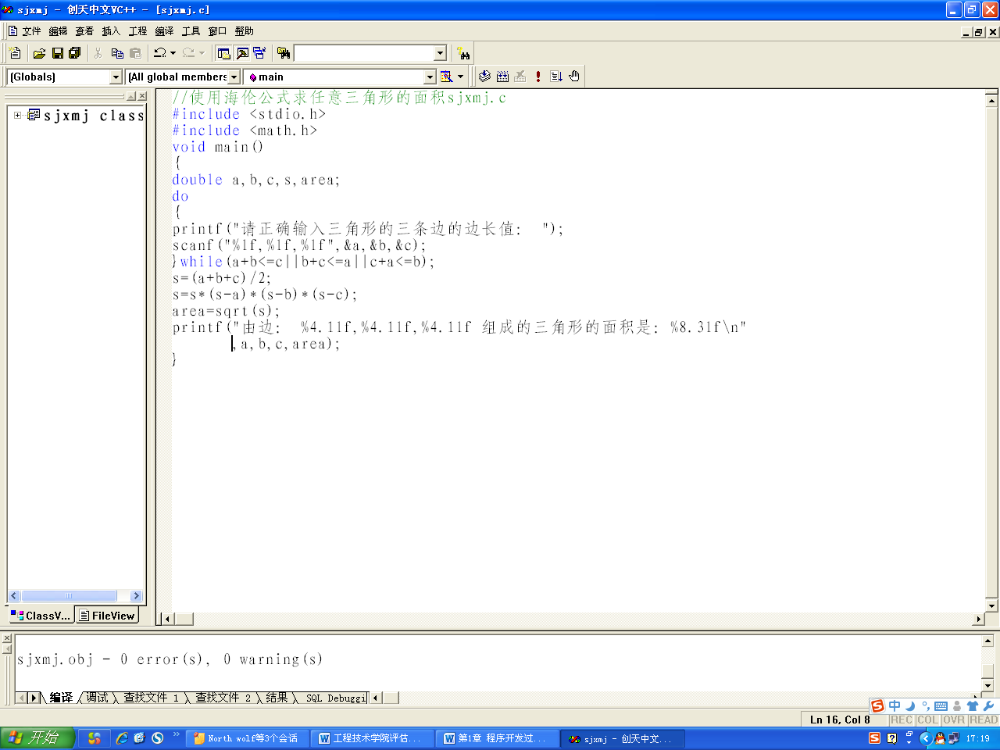 sjxmj - 创天中文VC++ - [sjxmj.c]
文件 编辑 查看 插入 工程 编译 工具 窗口 帮助
(Globals) (All global members main
//使用海伦公式求任意三角形的面积sjxmj.c
#include <stdio.h>
#include <math.h>
void main()
{
double a,b,c,s,area;
do
{
printf("请正确输入三角形的三条边的边长值： ");
scanf("%lf,%lf,%lf",&a,&b,&c);
}while(a+b<=c||b+c<=a||c+a<=b);
s=(a+b+c)/2;
s=s*(s-a)*(s-b)*(s-c);
area=sqrt(s);
printf("由边： %4.1lf,%4.1lf,%4.1lf 组成的三角形的面积是：%8.3lf\n"
,a,b,c,area);
}
sjxmj class
ClassV... FileView
sjxmj.obj - 0 error(s), 0 warning(s)
编译 调试 查找文件 1 查找文件 2 结果 SQL Debuggi
中
Ln 16, Col 8 REC COL OVR READ
开始 North wolf等3个会话 工程技术学院评估... 第1章 程序开发过... sjxmj - 创天中文... 17:19